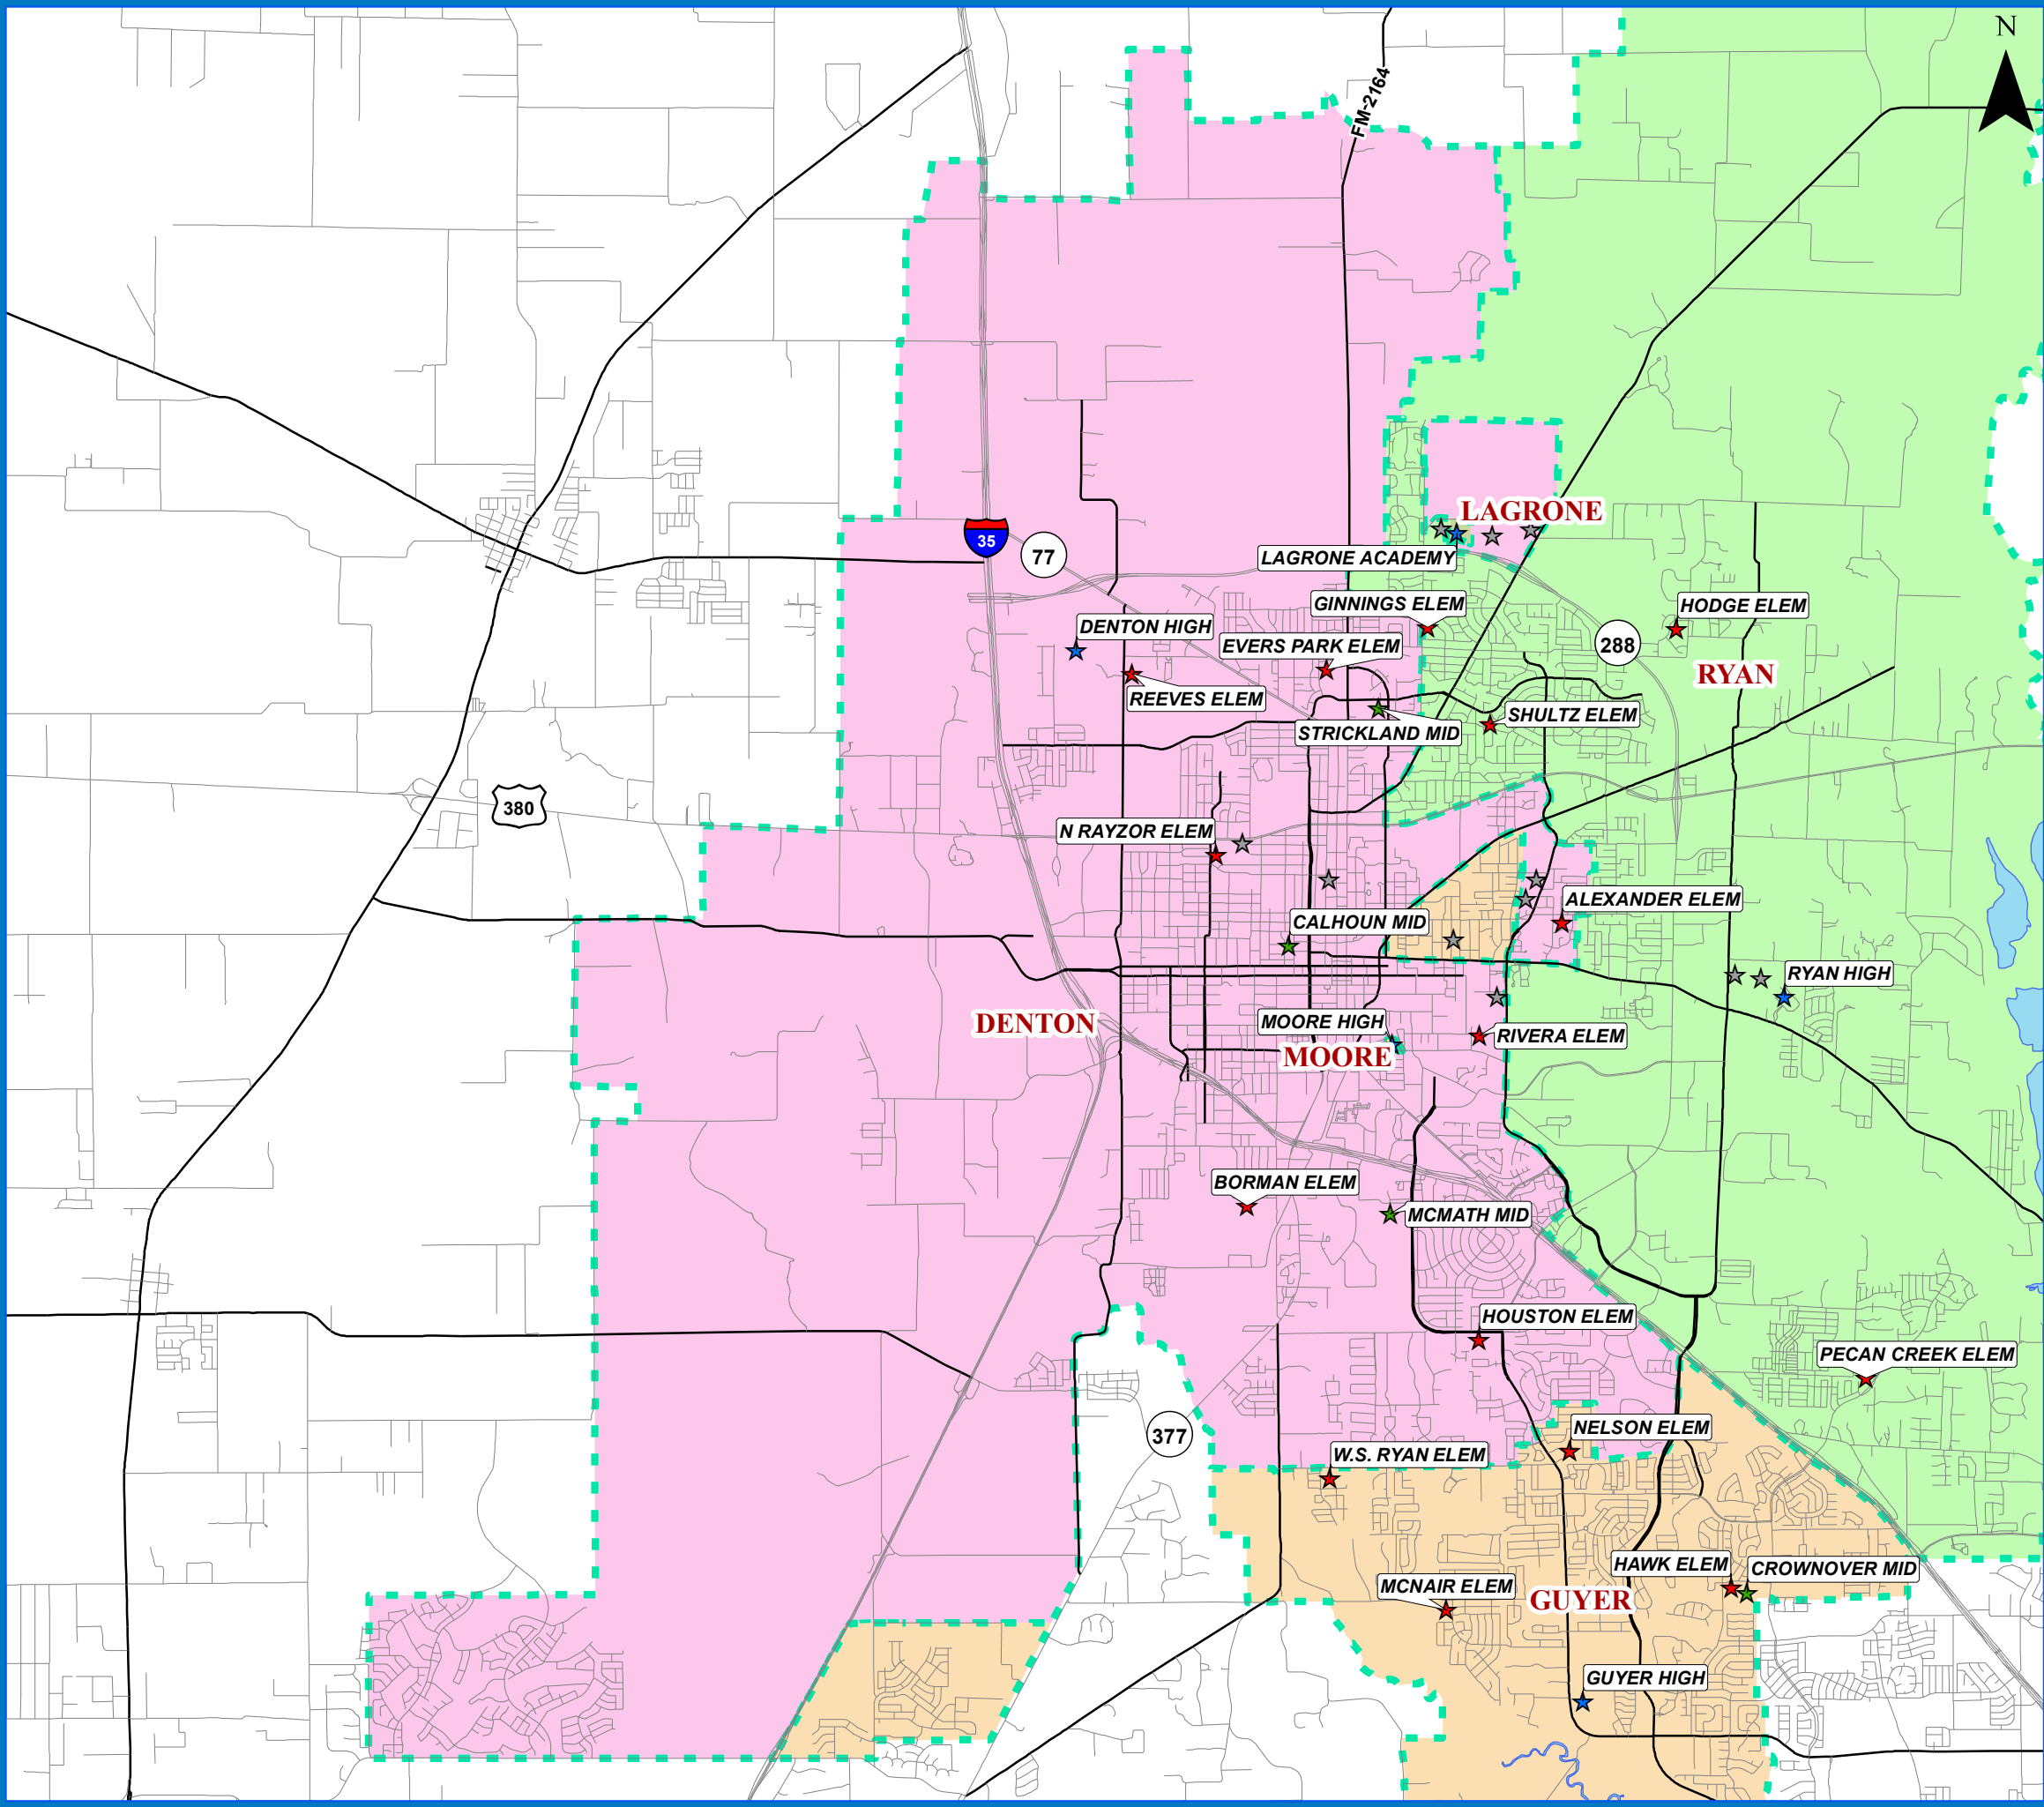 N
FM-2164
LAGRONE
35
77
LAGRONE ACADEMY
GINNINGS ELEM
HODGE ELEM
DENTON HIGH
288
EVERS PARK ELEM
RYAN
REEVES ELEM
SHULTZ ELEM
STRICKLAND MID
380
N RAYZOR ELEM
ALEXANDER ELEM
CALHOUN MID
RYAN HIGH
DENTON
MOORE HIGH
RIVERA ELEM
MOORE
BORMAN ELEM
MCMATH MID
HOUSTON ELEM
PECAN CREEK ELEM
377
NELSON ELEM
W.S. RYAN ELEM
HAWK ELEM
CROWNOVER MID
MCNAIR ELEM
GUYER
GUYER HIGH